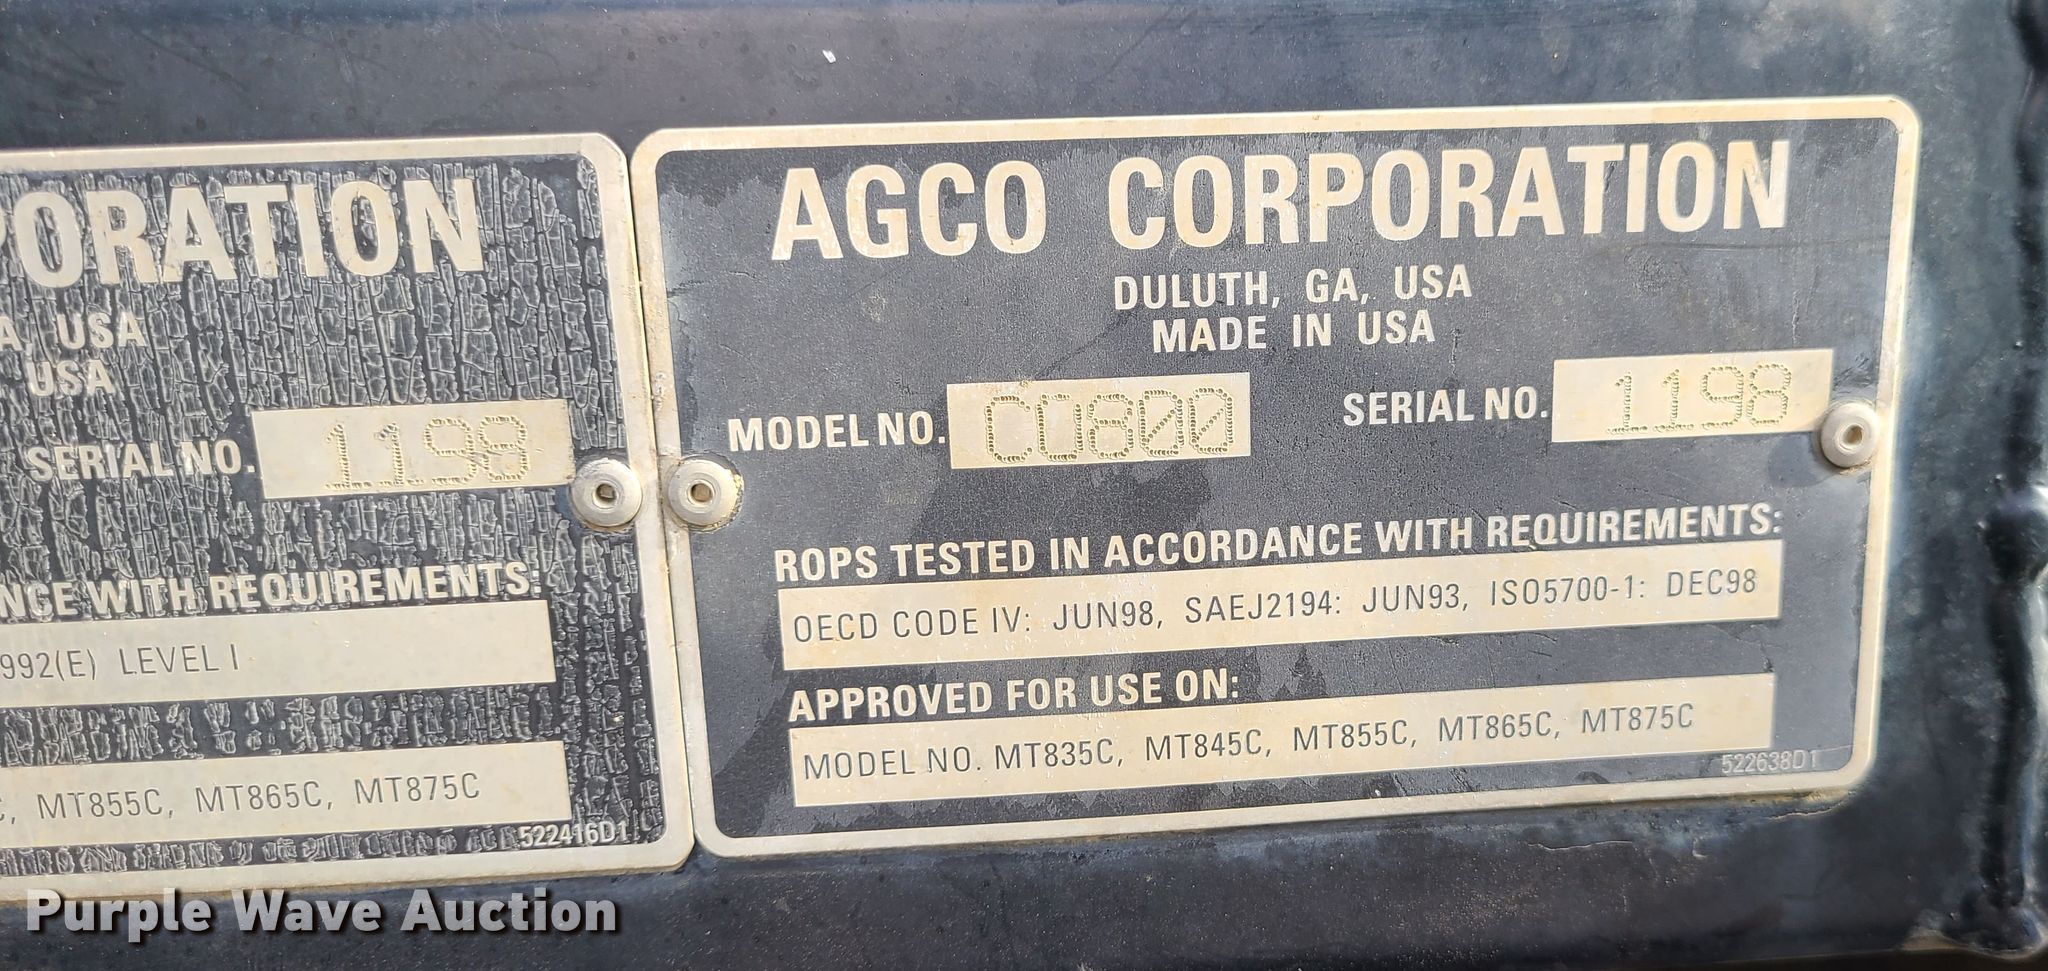 PORATION
A, USA
USA
SERIAL NO. 1198
NCE WITH REQUIREMENTS:
992(E) LEVEL I
C, MT855C, MT865C, MT875C
522416D1
AGCO CORPORATION
DULUTH, GA, USA
MADE IN USA
MODEL NO. CU800 SERIAL NO. 1198
ROPS TESTED IN ACCORDANCE WITH REQUIREMENTS:
OECD CODE IV: JUN98, SAEJ2194: JUN93, ISO5700-1: DEC98
APPROVED FOR USE ON:
MODEL NO. MT835C, MT845C, MT855C, MT865C, MT875C
522638D1
Purple Wave Auction